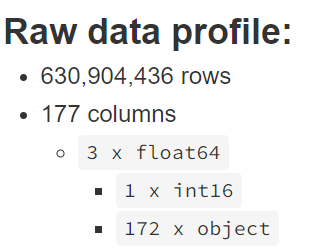 Raw data profile:
630,904,436 rows
177 columns
3 x float64
1 x int16
172 x object